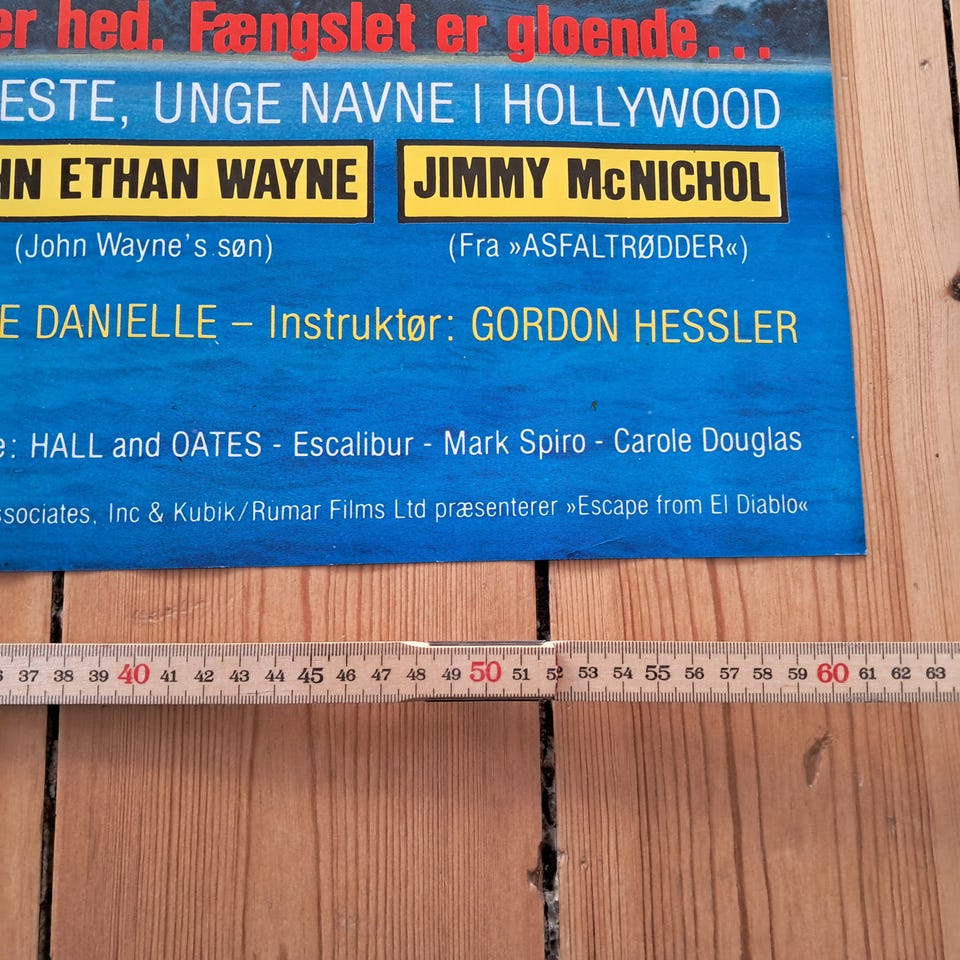 er hed. Fængslet er gloende...
ESTE, UNGE NAVNE I HOLLYWOOD
HN ETHAN WAYNE JIMMY McNICHOL
(John Wayne's søn) (Fra »ASFALTRØDDER«)
E DANIELLE – Instruktør: GORDON HESSLER
e: HALL and OATES - Escalibur - Mark Spiro - Carole Douglas
ssociates, Inc & Kubik/Rumar Films Ltd præsenterer »Escape from El Diablo«
37 38 39 40 41 42 43 44 45 46 47 48 49 50 51 52 53 54 55 56 57 58 59 60 61 62 63